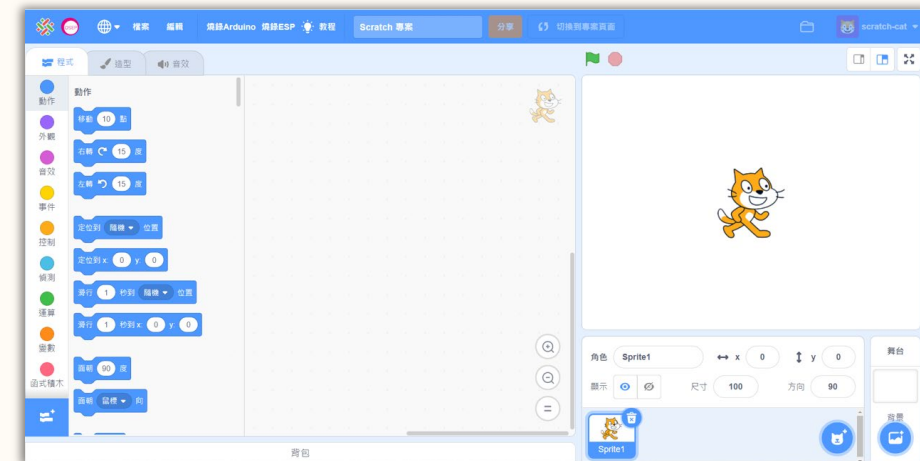 檔案 編輯 燒錄Arduino 燒錄ESP 教程 Scratch 專案 分享 切換到專案頁面 scratch-cat
程式 造型 音效
動作
外觀
音效
事件
控制
偵測
運算
變數
函式積木
動作
移動 10 點
右轉 15 度
左轉 15 度
定位到 隨機 位置
定位到 x: 0 y: 0
滑行 1 秒到 隨機 位置
滑行 1 秒到 x: 0 y: 0
面朝 90 度
面朝 鼠標 向
背包
角色 Sprite1 x 0 y 0
顯示 尺寸 100 方向 90
Sprite1
舞台
背景